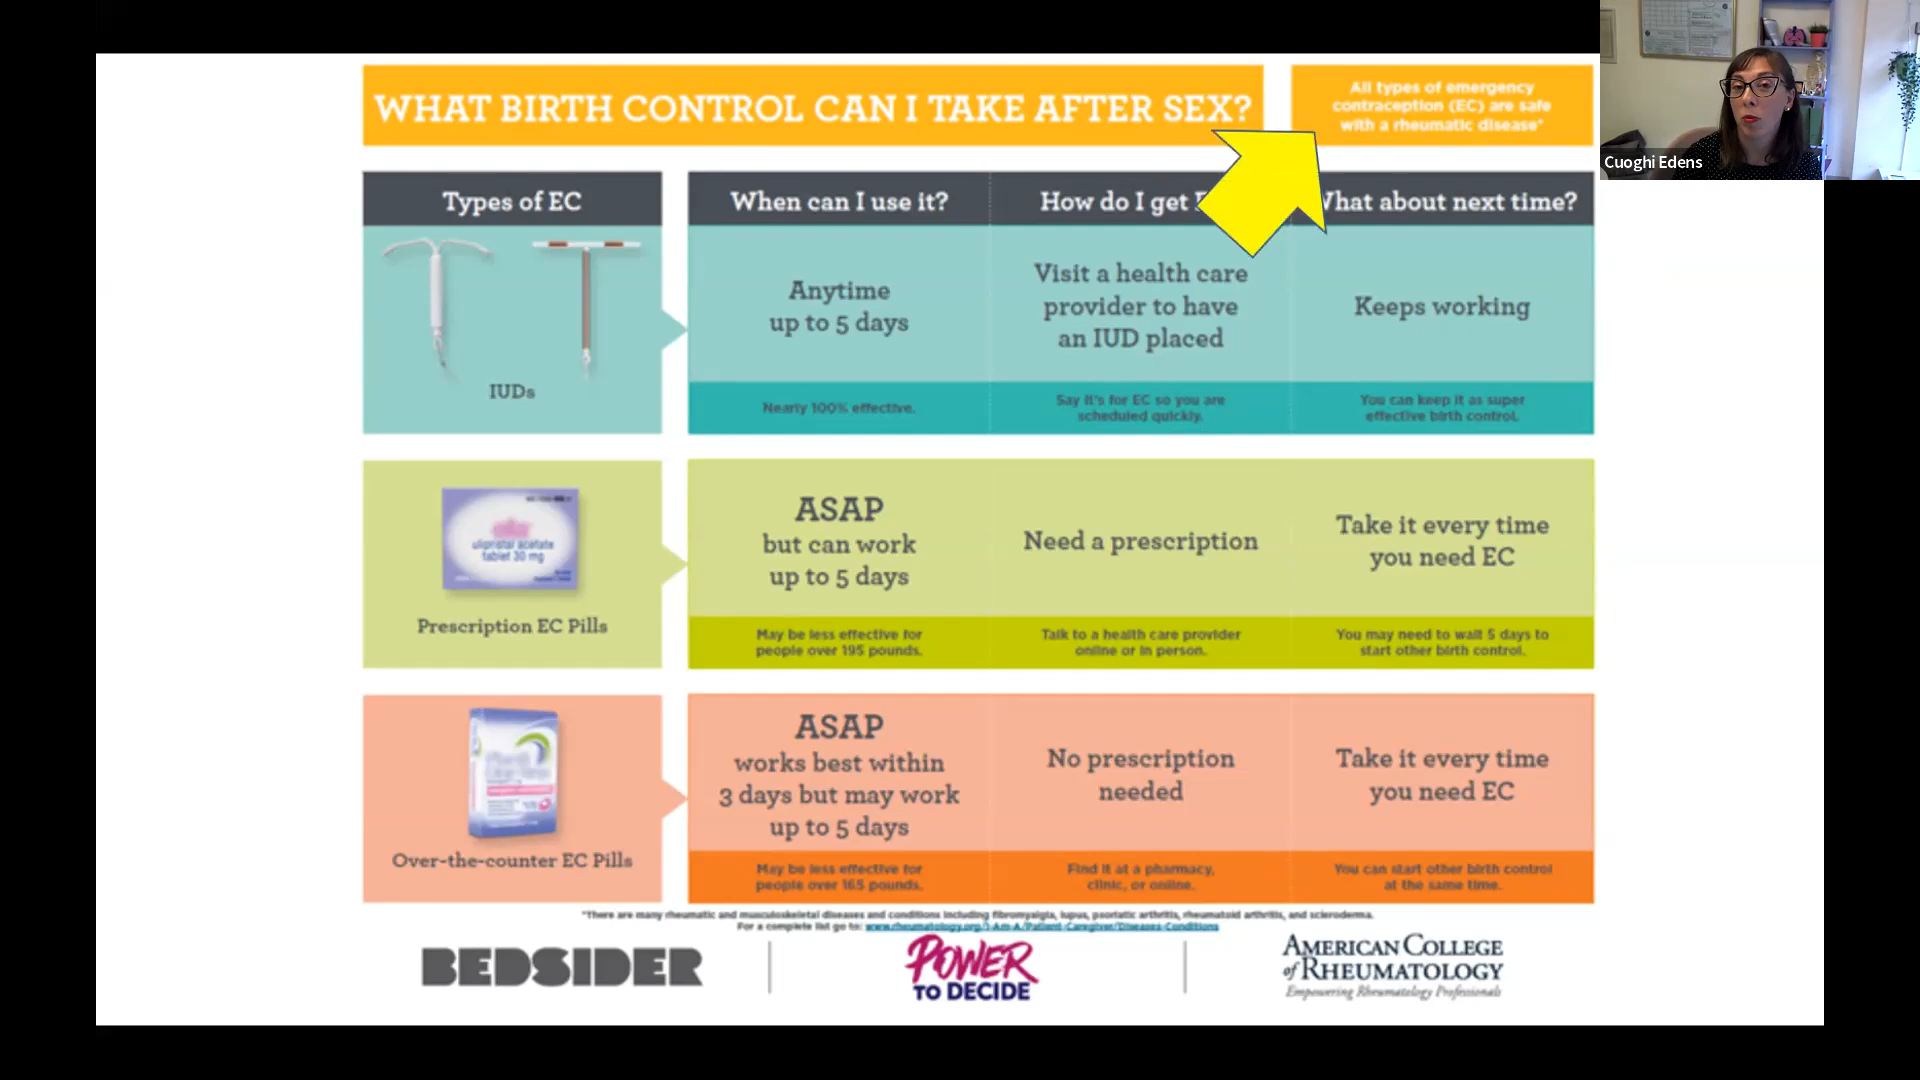 WHAT BIRTH CONTROL CAN I TAKE AFTER SEX?
All types of emergency
contraception (EC) are safe
with a rheumatic disease*
Cuoghi Edens
Types of EC
When can I use it?
How do I get
What about next time?
IUDs
Anytime
up to 5 days
Visit a health care
provider to have
an IUD placed
Keeps working
Nearly 100% effective.
Say it's for EC so you are
scheduled quickly.
You can keep it as super
effective birth control.
ulipristal acetate
tablet 30 mg
Prescription EC Pills
ASAP
but can work
up to 5 days
Need a prescription
Take it every time
you need EC
May be less effective for
people over 195 pounds.
Talk to a health care provider
online or in person.
You may need to wait 5 days to
start other birth control.
Over-the-counter EC Pills
ASAP
works best within
3 days but may work
up to 5 days
No prescription
needed
Take it every time
you need EC
May be less effective for
people over 165 pounds.
Find it at a pharmacy,
clinic, or online.
You can start other birth control
at the same time.
*There are many rheumatic and musculoskeletal diseases and conditions including fibromyalgia, lupus, psoriatic arthritis, rheumatoid arthritis, and scleroderma.
For a complete list go to: www.rheumatology.org/I-Am-A/Patient-Caregiver/Diseases-Conditions
BEDSIDER
POWER
TO DECIDE
AMERICAN COLLEGE
of RHEUMATOLOGY
Empowering Rheumatology Professionals